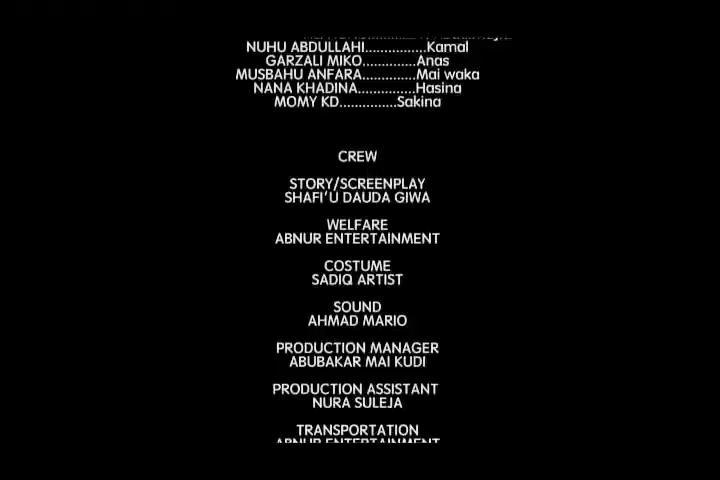 NUHU ABDULLAHI................Kamal
GARZALI MIKO..............Anas
MUSBAHU ANFARA..............Mai waka
NANA KHADINA...............Hasina
MOMY KD...............Sakina
CREW
STORY/SCREENPLAY
SHAFI'U DAUDA GIWA
WELFARE
ABNUR ENTERTAINMENT
COSTUME
SADIQ ARTIST
SOUND
AHMAD MARIO
PRODUCTION MANAGER
ABUBAKAR MAI KUDI
PRODUCTION ASSISTANT
NURA SULEJA
TRANSPORTATION
ABNUR ENTERTAINMENT